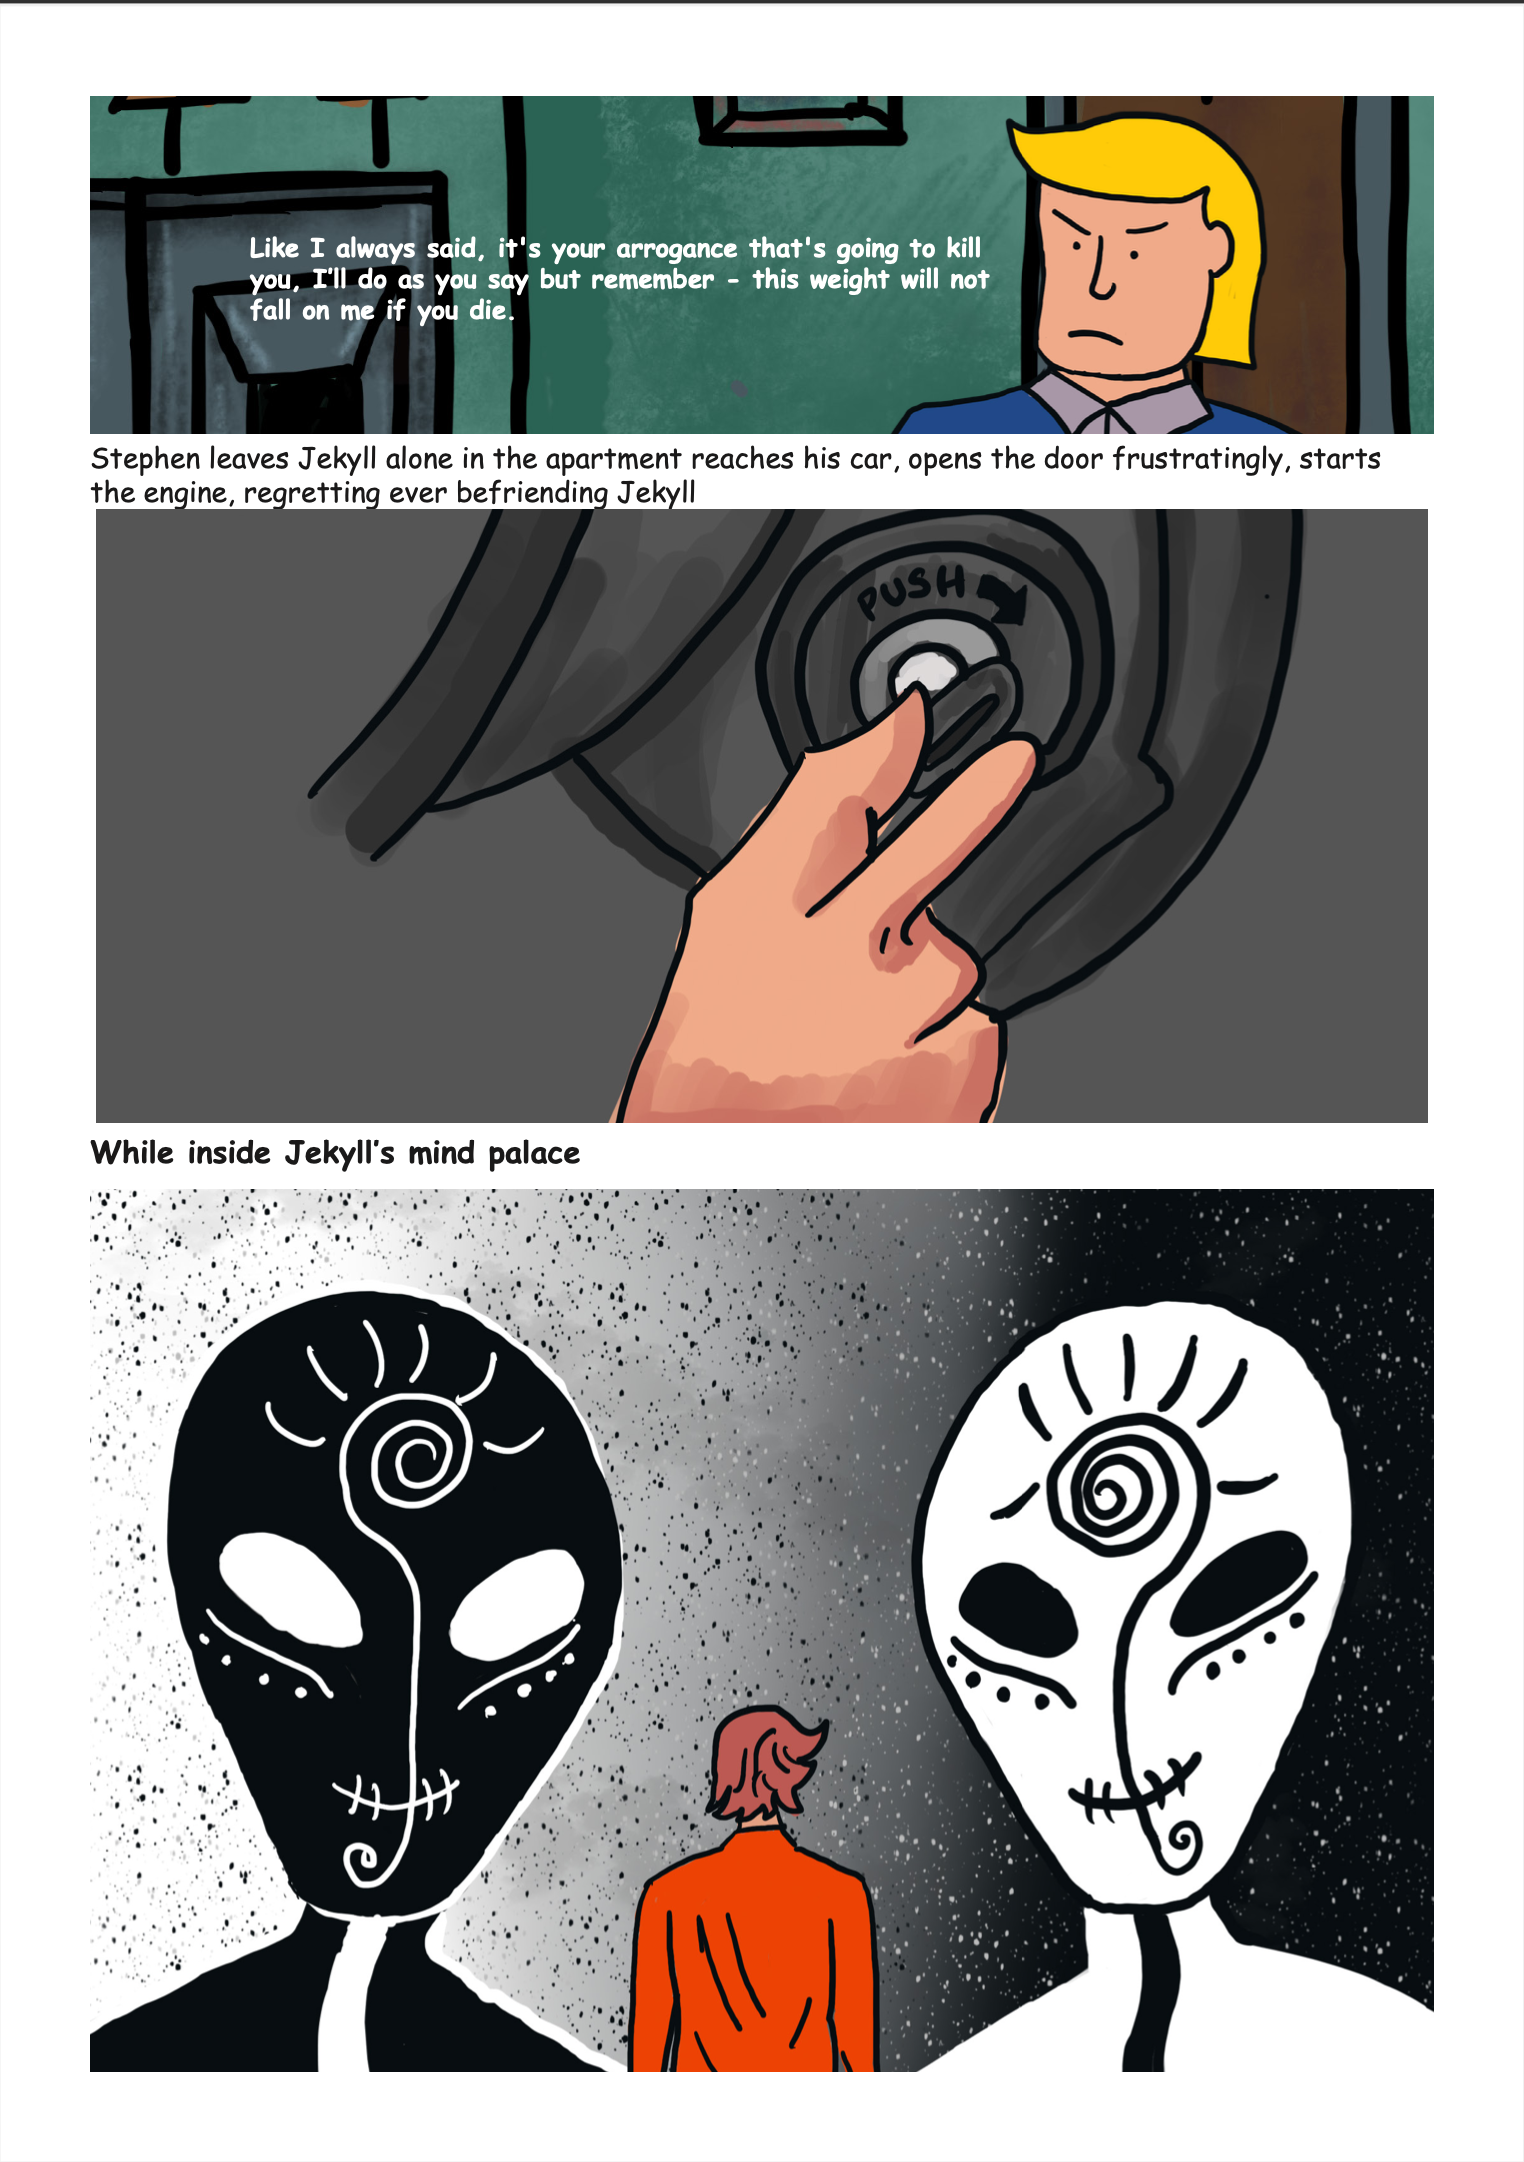 Like I always said, it's your arrogance that's going to kill
you, I'll do as you say but remember - this weight will not
fall on me if you die.
Stephen leaves Jekyll alone in the apartment reaches his car, opens the door frustratingly, starts
the engine, regretting ever befriending Jekyll
PUSH
While inside Jekyll's mind palace